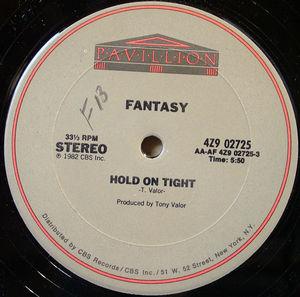 PAVILLION
F13
FANTASY
33⅓ RPM
STEREO
℗ 1982 CBS Inc.
4Z9 02725
AA-AF 4Z9 02725-3
Time: 5:50
HOLD ON TIGHT
-T. Valor-
Produced by Tony Valor
Distributed by CBS Records / CBS Inc. / 51 W. 52 Street, New York, N.Y.